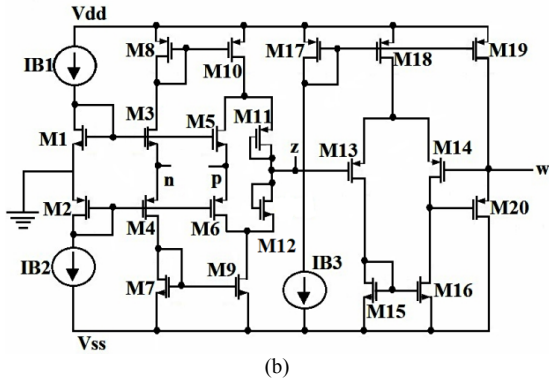 Vdd
M8 M17 M19
IB1 M10 M18
M3 M11
M1 M5 z M13 M14
n p w
M2 M20
M4 M6
IB2 M12 IB3
M7 M9 M16
M15
Vss
(b)